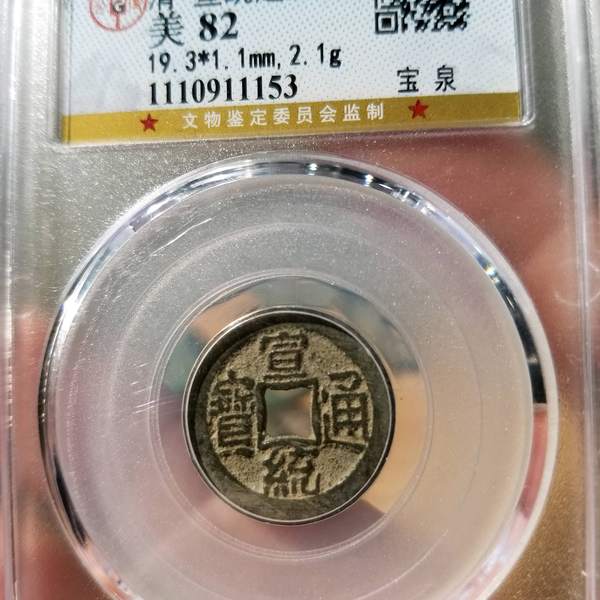 美 82
19.3*1.1mm,2.1g
1110911153
宝 泉
★ 文物鉴定委员会监制 ★
宣
寶 通
統